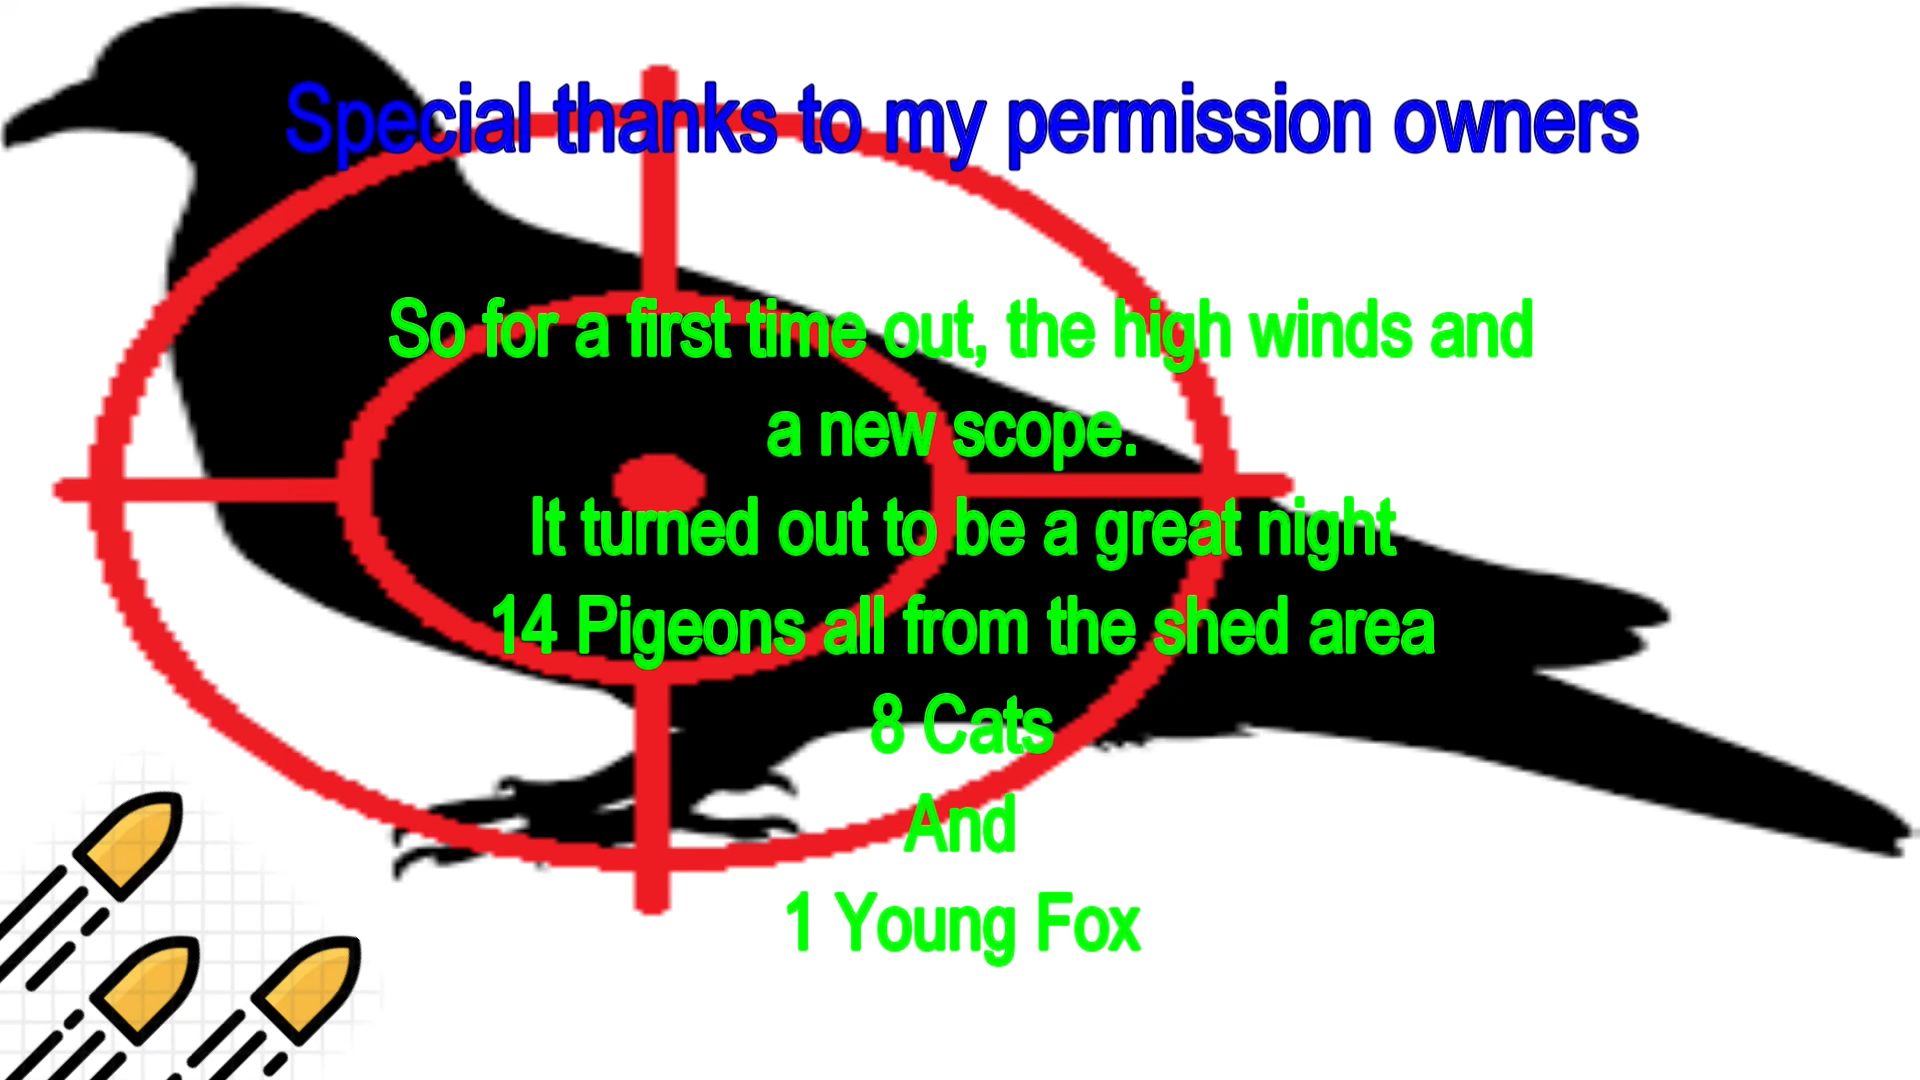 Special thanks to my permission owners
So for a first time out, the high winds and
a new scope.
It turned out to be a great night
14 Pigeons all from the shed area
8 Cats
And
1 Young Fox